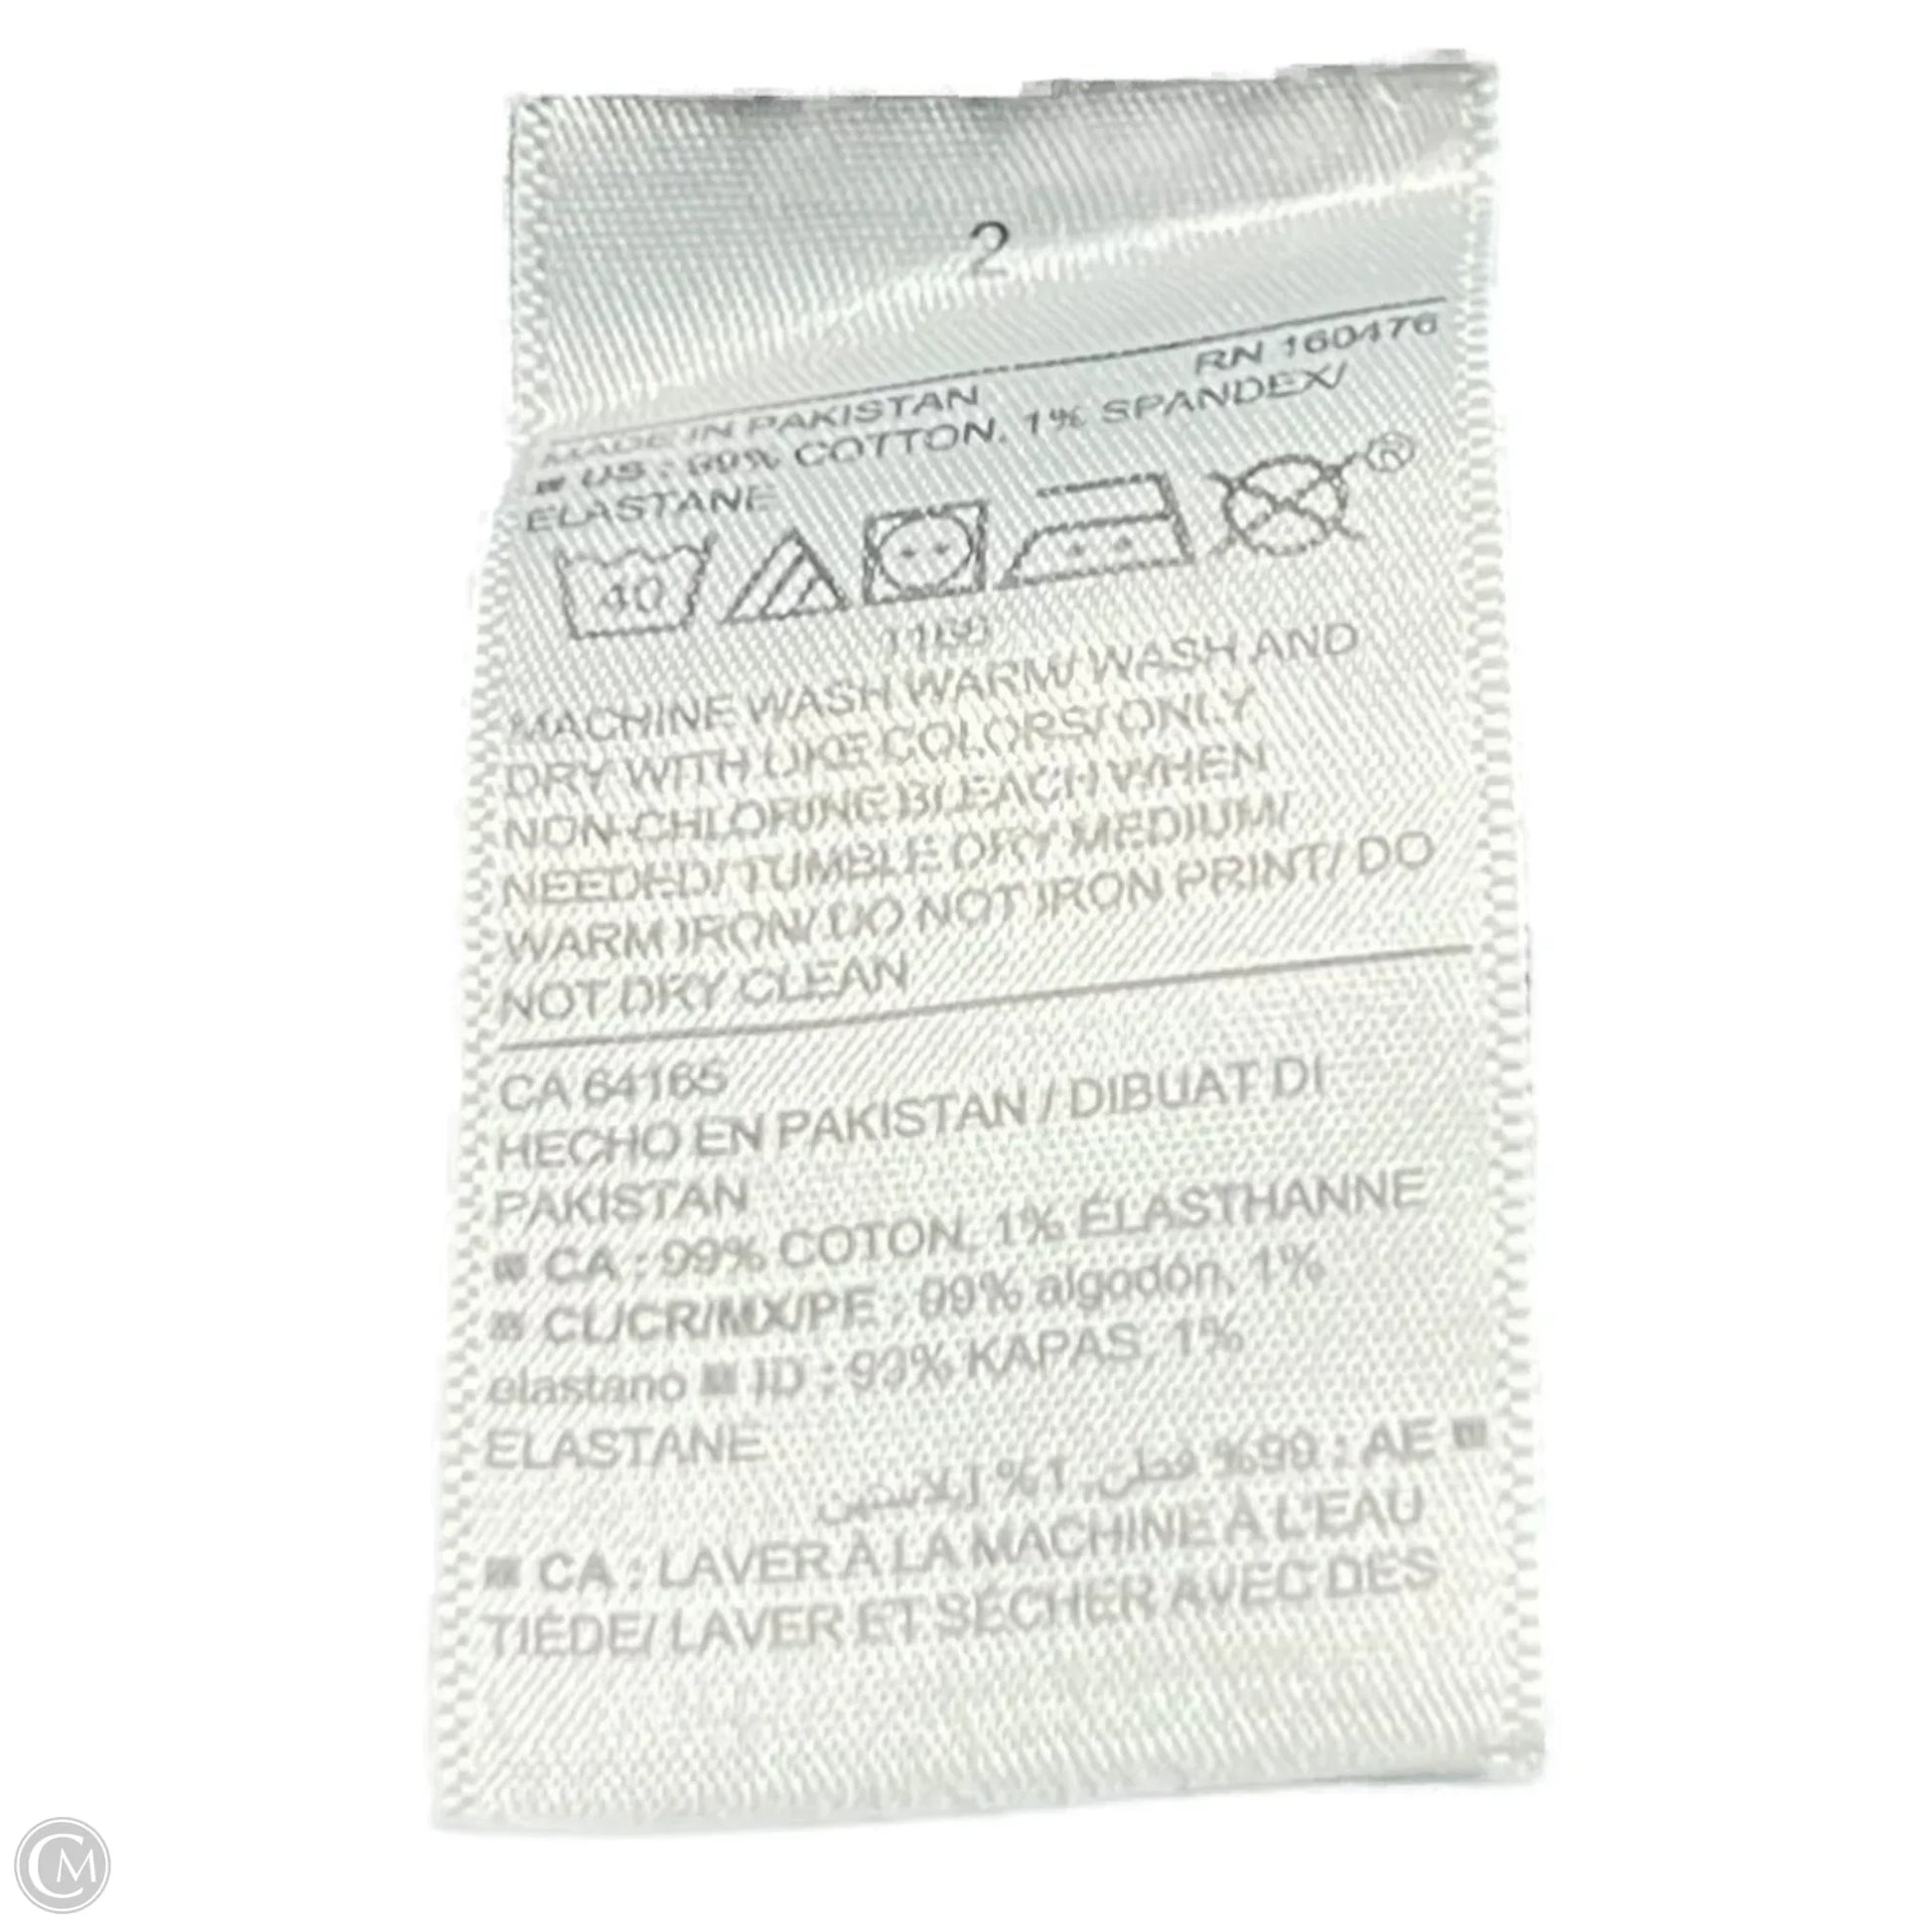 2
MADE IN PAKISTAN RN 160476
US : 99% COTTON, 1% SPANDEX/
ELASTANE
40
MACHINE WASH WARM/ WASH AND
DRY WITH LIKE COLORS/ ONLY
NON-CHLORINE BLEACH WHEN
NEEDED/ TUMBLE DRY MEDIUM/
WARM IRON/ DO NOT IRON PRINT/ DO
NOT DRY CLEAN
CA 64165
HECHO EN PAKISTAN / DIBUAT DI
PAKISTAN
■ CA : 99% COTON, 1% ÉLASTHANNE
■ CL/CR/MX/PE : 99% algodón, 1%
elastano ■ ID : 99% KAPAS, 1%
ELASTANE
■ AE : 99% قطن، 1%
■ CA : LAVER À LA MACHINE À L'EAU
TIÈDE/ LAVER ET SÉCHER AVEC DES
CM